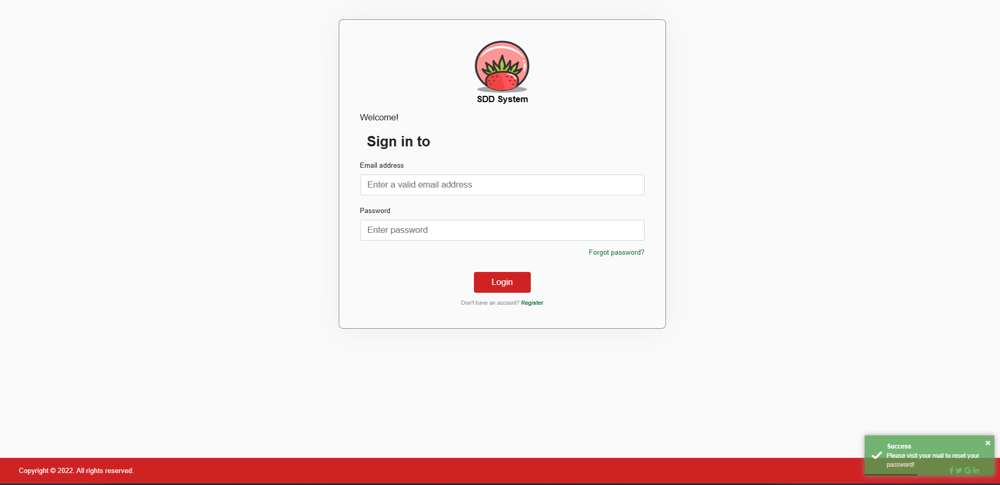 SDD System
Welcome!
Sign in to
Email address
Enter a valid email address
Password
Enter password
Forgot password?
Login
Don't have an account? Register
Success
Please visit your mail to reset your
password!
Copyright © 2022. All rights reserved.